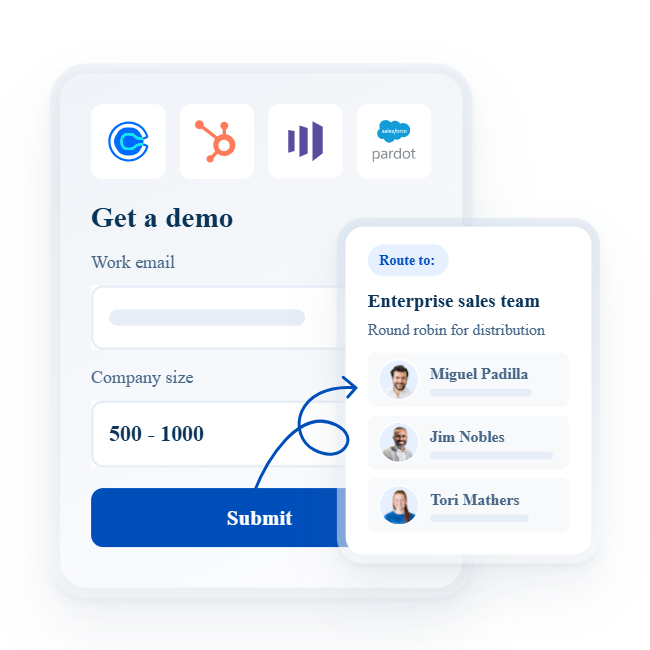 salesforce
pardot
Get a demo
Work email
Company size
500 - 1000
Submit
Route to:
Enterprise sales team
Round robin for distribution
Miguel Padilla
Jim Nobles
Tori Mathers